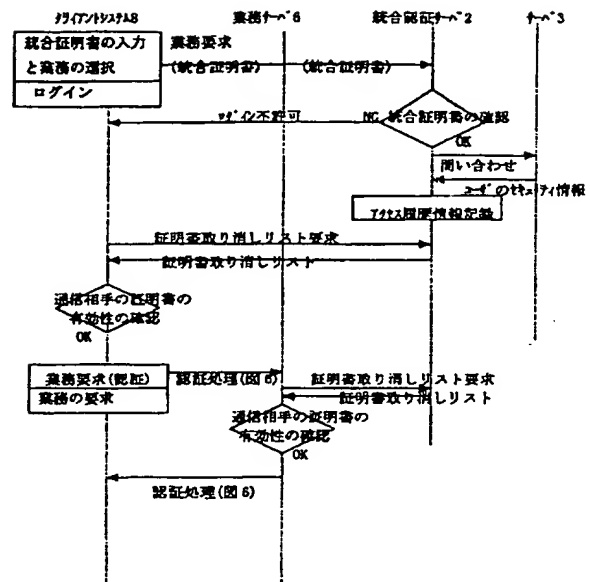 クライアントシステム8 業務サーバ6 統合認証サーバ2 サーバ3
統合証明書の入力
と業務の選択
ログイン
業務要求
(統合証明書) (統合証明書)
ログイン不許可
NG 統合証明書の確認
OK
問い合わせ
ユーザのセキュリティ情報
アクセス履歴情報記録
証明書取り消しリスト要求
証明書取り消しリスト
通信相手の証明書の
有効性の確認
OK
業務要求(認証)
業務の要求
認証処理(図6)
証明書取り消しリスト要求
証明書取り消しリスト
通信相手の証明書の
有効性の確認
OK
認証処理(図6)